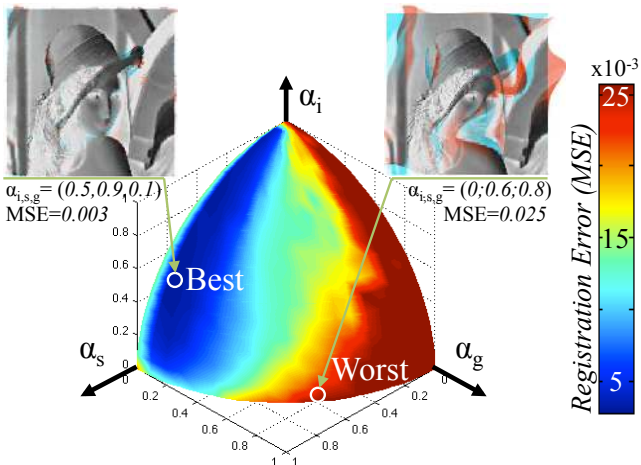 αi
x10-3
25
15
5
Registration Error (MSE)
αi,s,g= (0.5,0.9,0.1)
MSE=0.003
αi,s,g= (0;0.6;0.8)
MSE=0.025
1
0.8
0.6
0.4
0.2
0
Best
Worst
αs
αg
0
0.2
0.4
0.6
0.8
1
0
0.2
0.4
0.6
0.8
1